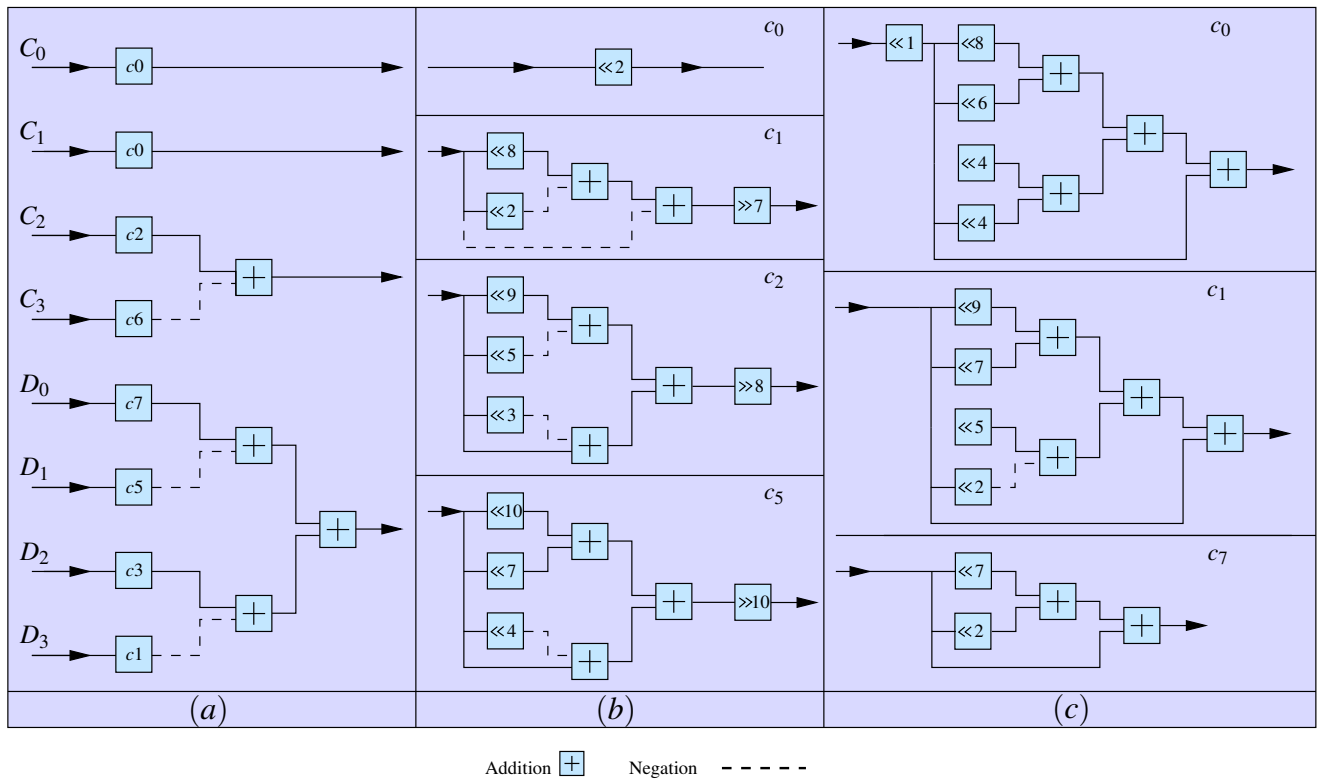 C0
c0
C1
c0
C2
c2
C3
c6
D0
c7
+
D1
c5
+
D2
c3
+
D3
c1
+
(a)
c0
≪2
c1
≪8
+
≪2
+
≫7
c2
≪9
+
≪5
+
≫8
≪3
+
c5
≪10
+
≪7
+
≫10
≪4
+
(b)
c0
≪1
≪8
+
≪6
+
≪4
+
+
≪4
c1
≪9
+
≪7
+
≪5
+
+
≪2
c7
≪7
+
≪2
+
(c)
Addition + Negation